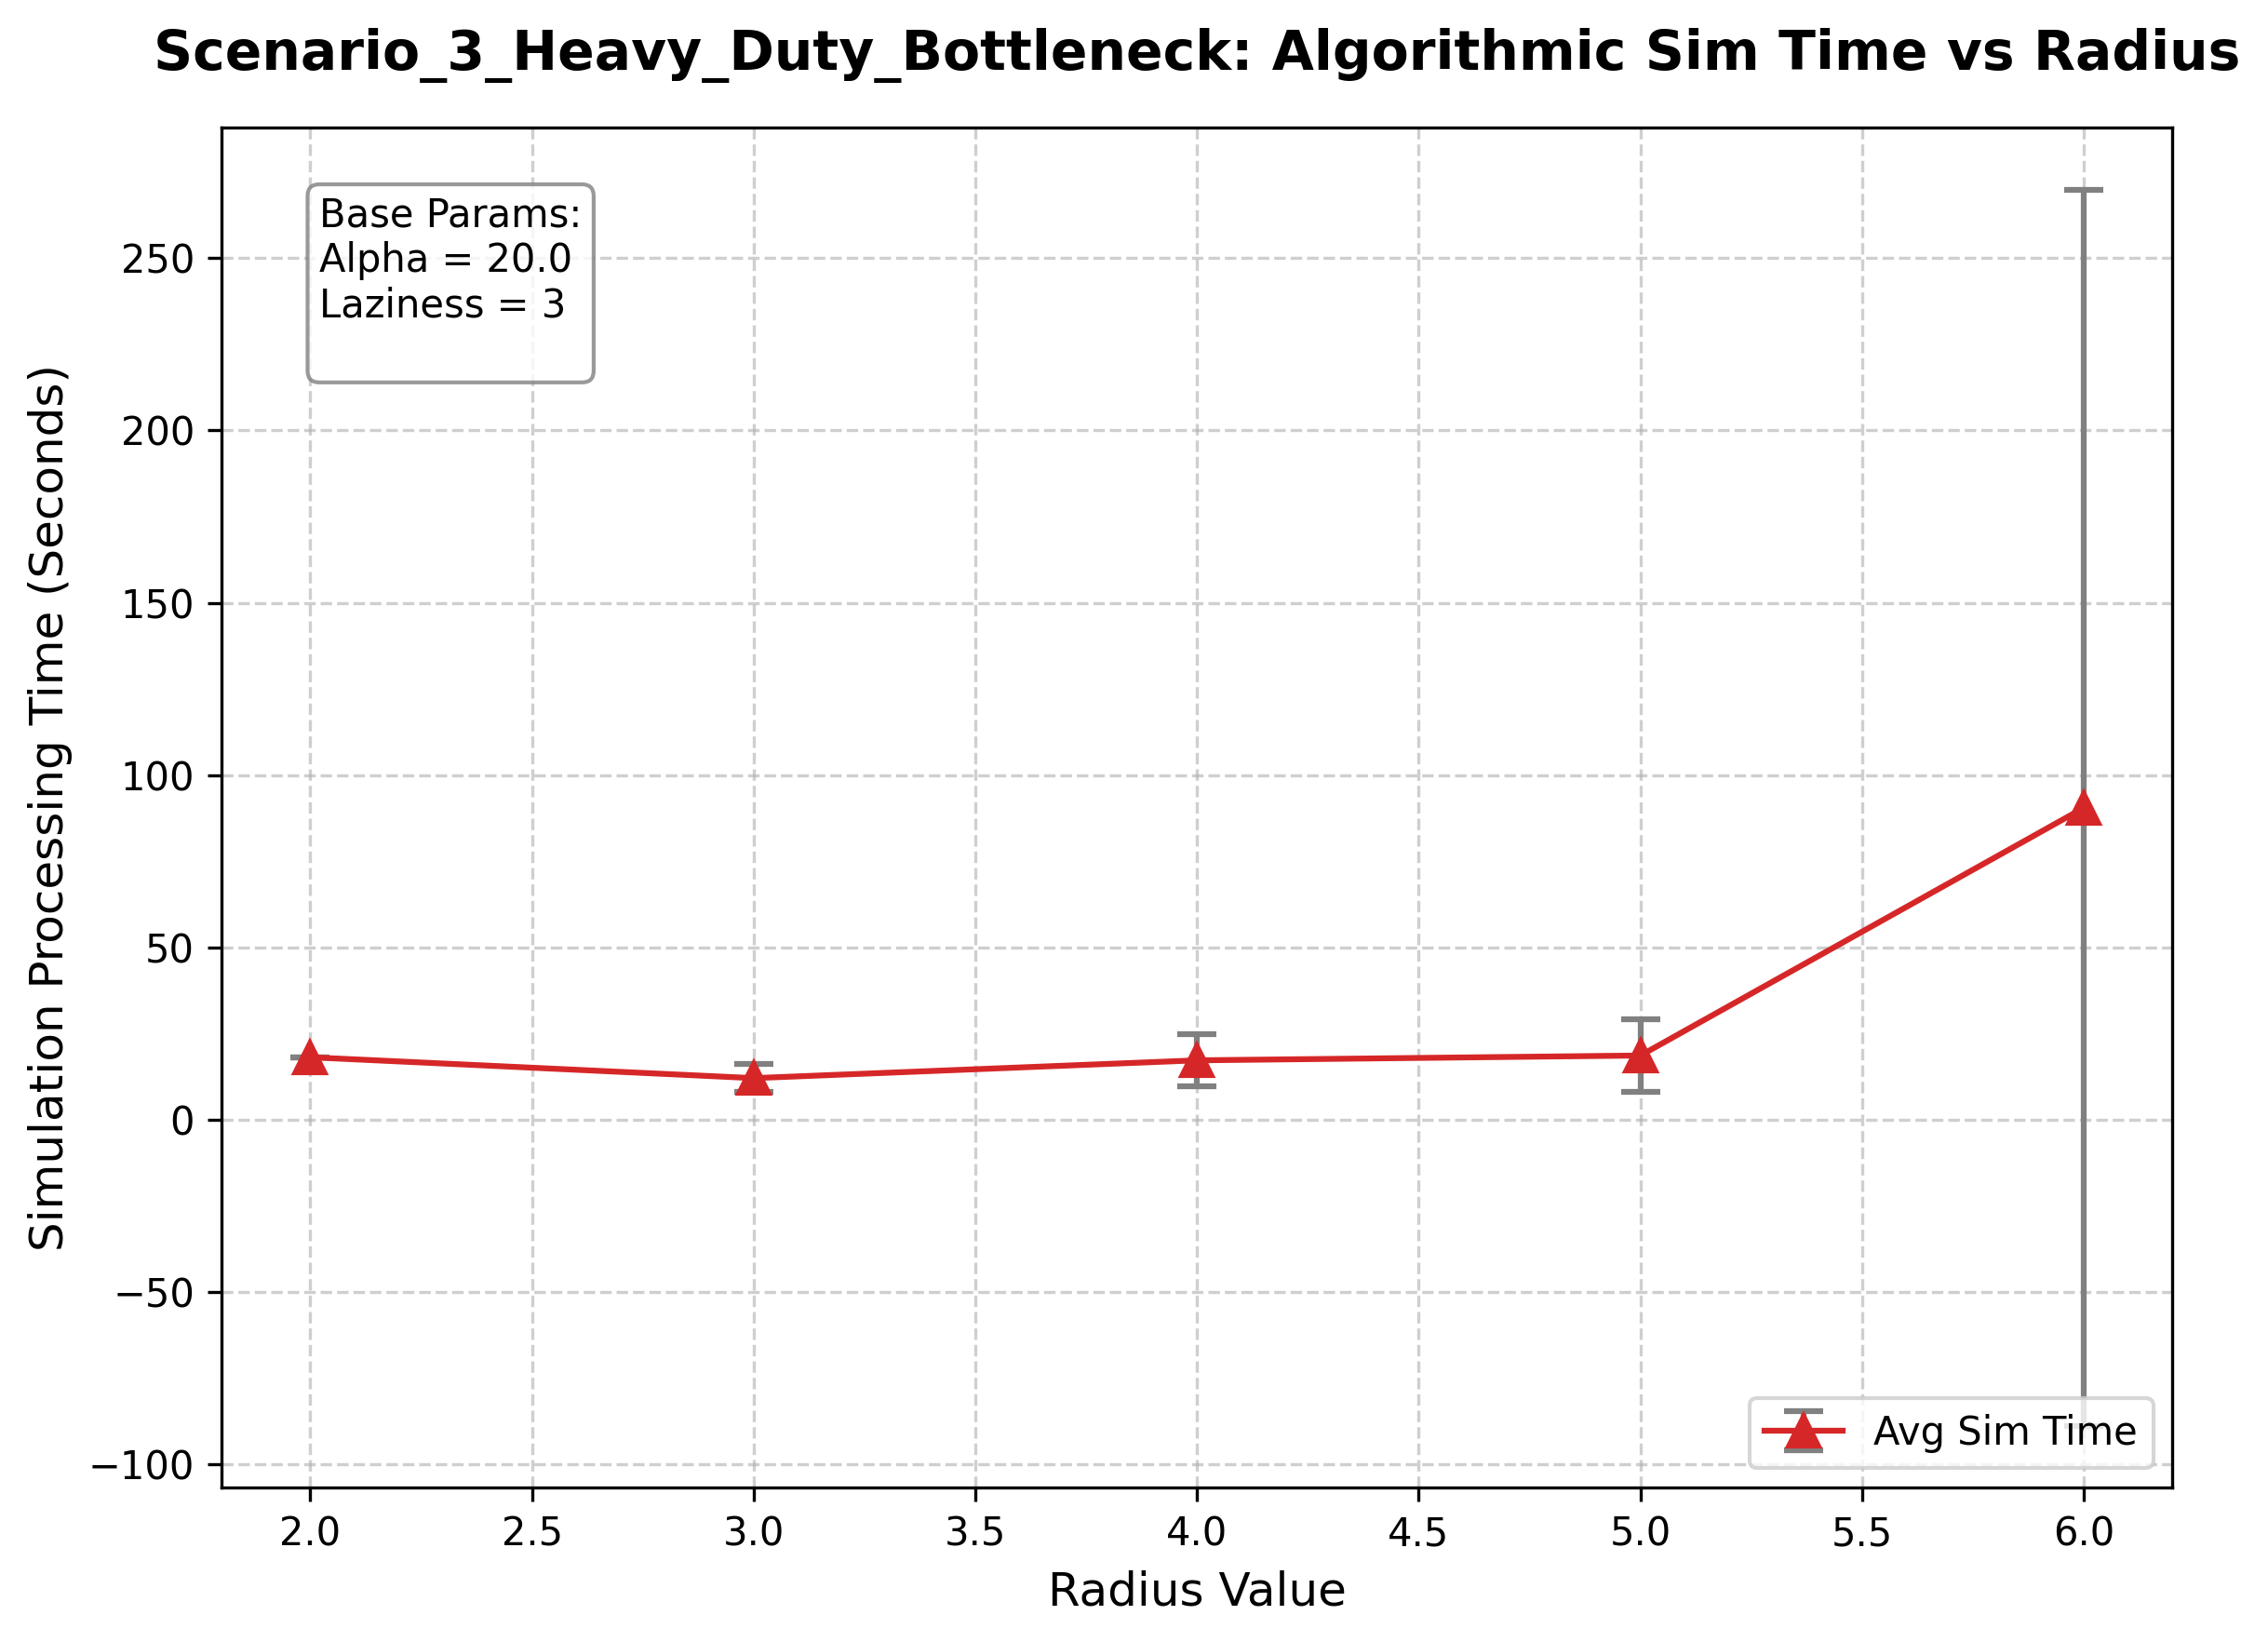 Scenario_3_Heavy_Duty_Bottleneck: Algorithmic Sim Time vs Radius
Base Params:
Alpha = 20.0
Laziness = 3
Simulation Processing Time (Seconds)
250
200
150
100
50
0
−50
−100
Avg Sim Time
2.0 2.5 3.0 3.5 4.0 4.5 5.0 5.5 6.0
Radius Value